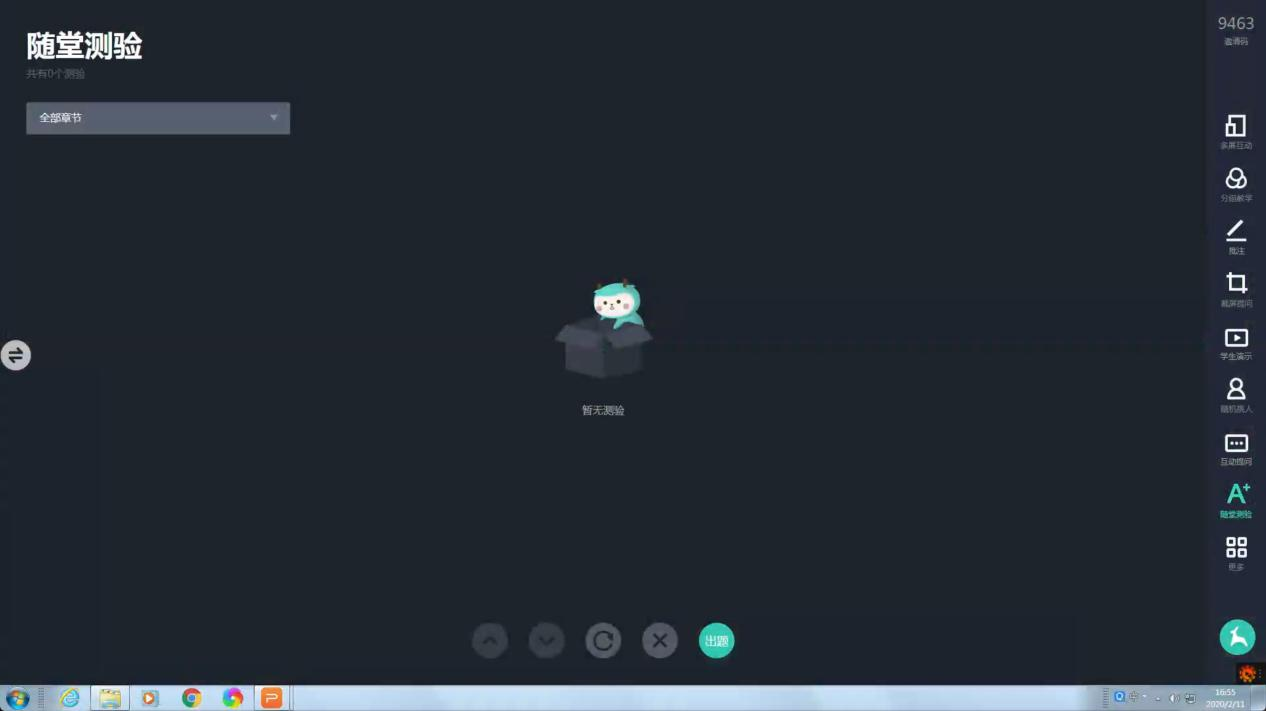 随堂测验
共有0个测验
全部章节
暂无测验
出题
9463
邀请码
多屏互动
分组教学
批注
截屏提问
学生演示
随机挑人
互动提问
A+
随堂测验
更多
中
16:55
2020/2/11